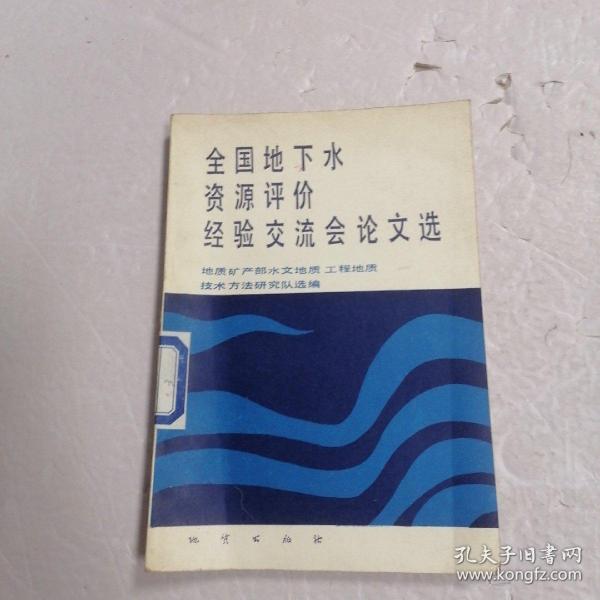 全国地下水
资源评价
经验交流会论文选
地质矿产部水文地质 工程地质
技术方法研究队选编
地质出版社
孔夫子旧书网
www.kongfz.com